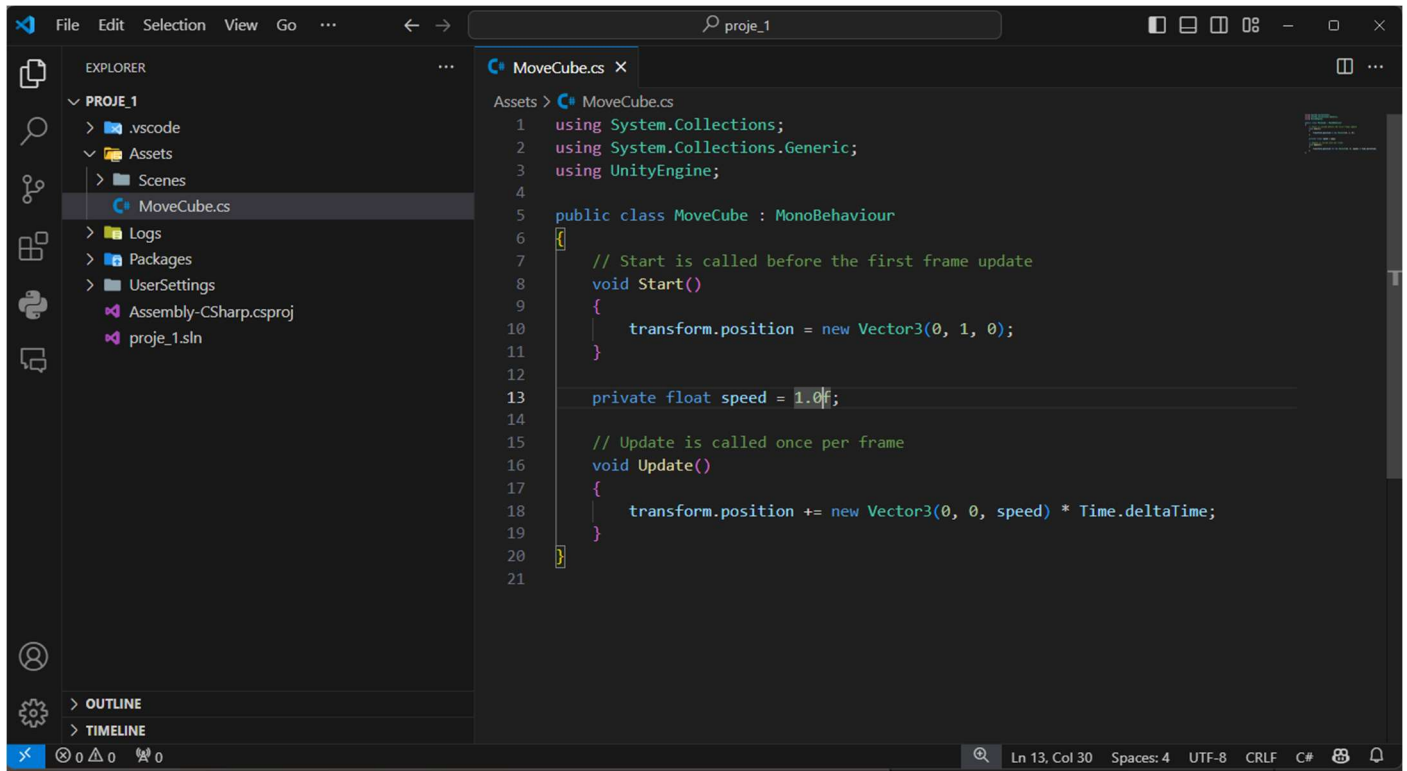 File Edit Selection View Go ··· proje_1
EXPLORER ···
PROJE_1
.vscode
Assets
Scenes
MoveCube.cs
Logs
Packages
UserSettings
Assembly-CSharp.csproj
proje_1.sln
OUTLINE
TIMELINE
MoveCube.cs
Assets > MoveCube.cs
1 using System.Collections;
2 using System.Collections.Generic;
3 using UnityEngine;
4
5 public class MoveCube : MonoBehaviour
6 {
7 // Start is called before the first frame update
8 void Start()
9 {
10 transform.position = new Vector3(0, 1, 0);
11 }
12
13 private float speed = 1.0f;
14
15 // Update is called once per frame
16 void Update()
17 {
18 transform.position += new Vector3(0, 0, speed) * Time.deltaTime;
19 }
20 }
21
0 0 0 Ln 13, Col 30 Spaces: 4 UTF-8 CRLF C#